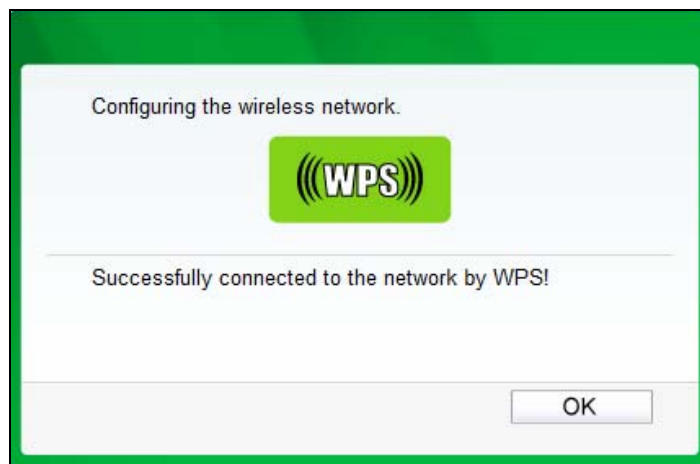 Configuring the wireless network.
WPS
Successfully connected to the network by WPS!
OK